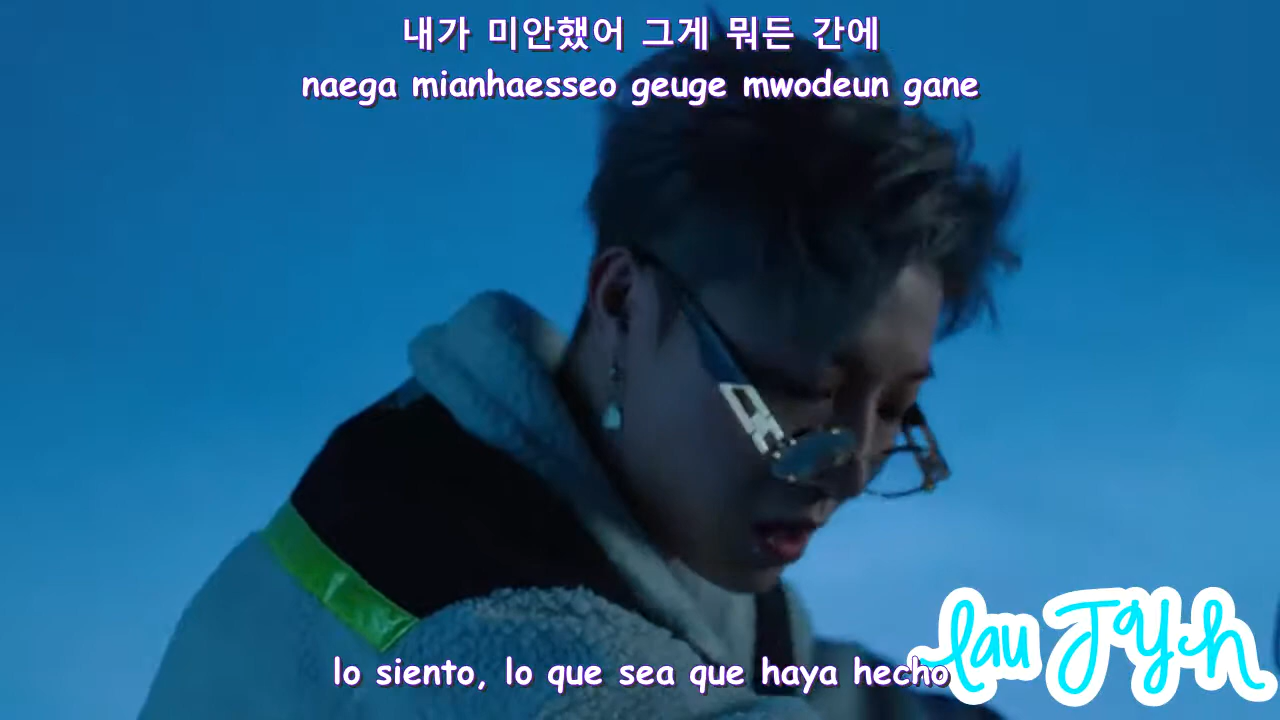 내가 미안했어 그게 뭐든 간에
naega mianhaesseo geuge mwodeun gane
lo siento, lo que sea que haya hecho
lau JYh